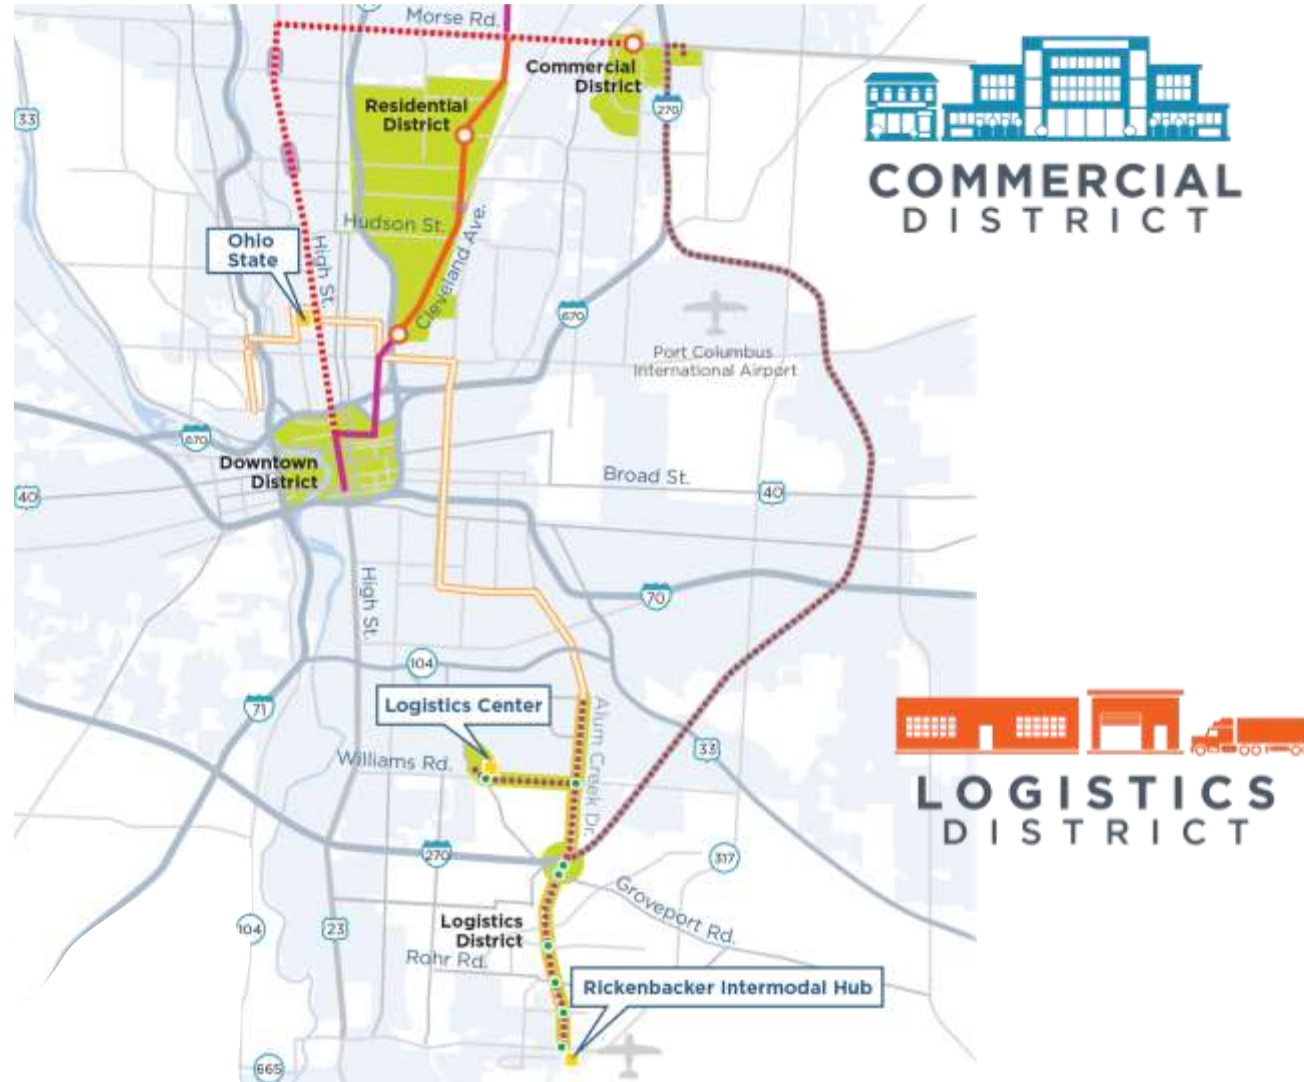 Morse Rd.
Commercial
District
Residential
District
270
33
COMMERCIAL
DISTRICT
Hudson St.
Cleveland Ave.
Ohio
State
High St.
670
Port Columbus
International Airport
670
Downtown
District
Broad St.
40
40
High St.
70
104
Logistics Center
71
Alum Creek Dr.
33
Williams Rd.
LOGISTICS
DISTRICT
270
317
Groveport Rd.
Logistics
District
104
23
Rohr Rd.
Rickenbacker Intermodal Hub
665